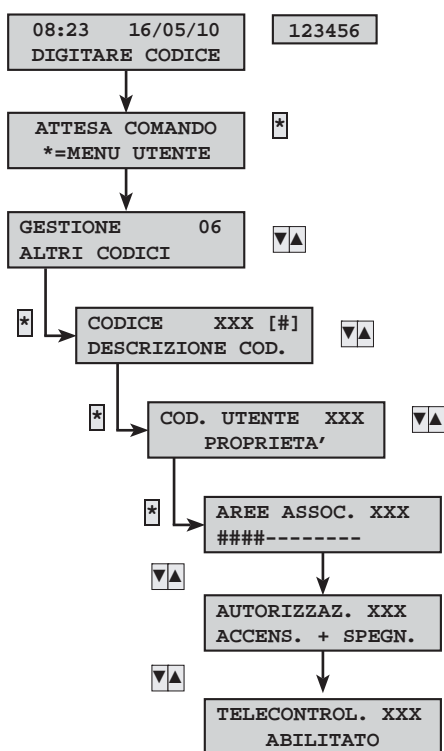 08:23 16/05/10
DIGITARE CODICE
123456
ATTESA COMANDO
*=MENU UTENTE
*
GESTIONE 06
ALTRI CODICI
▼▲
*
CODICE XXX [#]
DESCRIZIONE COD.
▼▲
*
COD. UTENTE XXX
PROPRIETA’
▼▲
*
AREE ASSOC. XXX
####--------
▼▲
AUTORIZZAZ. XXX
ACCENS. + SPEGN.
▼▲
TELECONTROL. XXX
ABILITATO